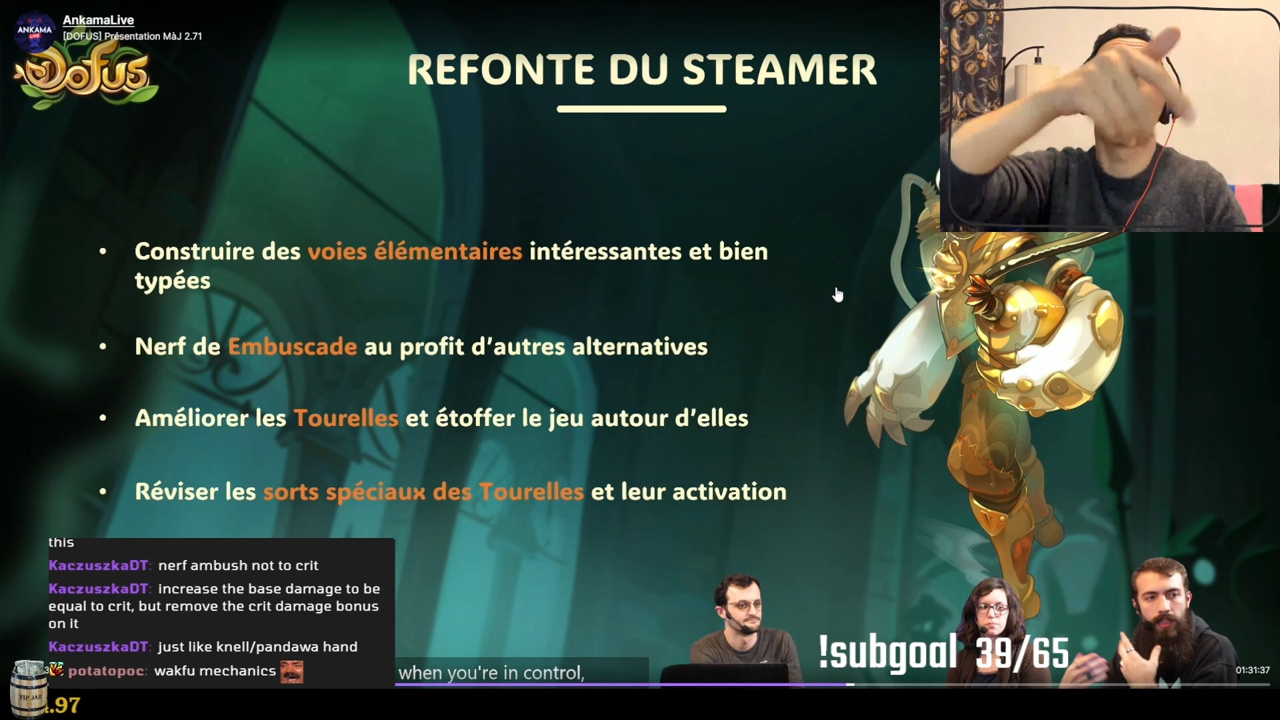 AnkamaLive
[DOFUS] Présentation MàJ 2.71
ANKAMA
LIVE
DOFUS
REFONTE DU STEAMER
• Construire des voies élémentaires intéressantes et bien
typées
• Nerf de Embuscade au profit d'autres alternatives
• Améliorer les Tourelles et étoffer le jeu autour d'elles
• Réviser les sorts spéciaux des Tourelles et leur activation
this
KaczuszkaDT: nerf ambush not to crit
KaczuszkaDT: increase the base damage to be
equal to crit, but remove the crit damage bonus
on it
KaczuszkaDT: just like knell/pandawa hand
potatopoc: wakfu mechanics
when you're in control,
!subgoal 39/65
01:31:37
TIP JAR
.97